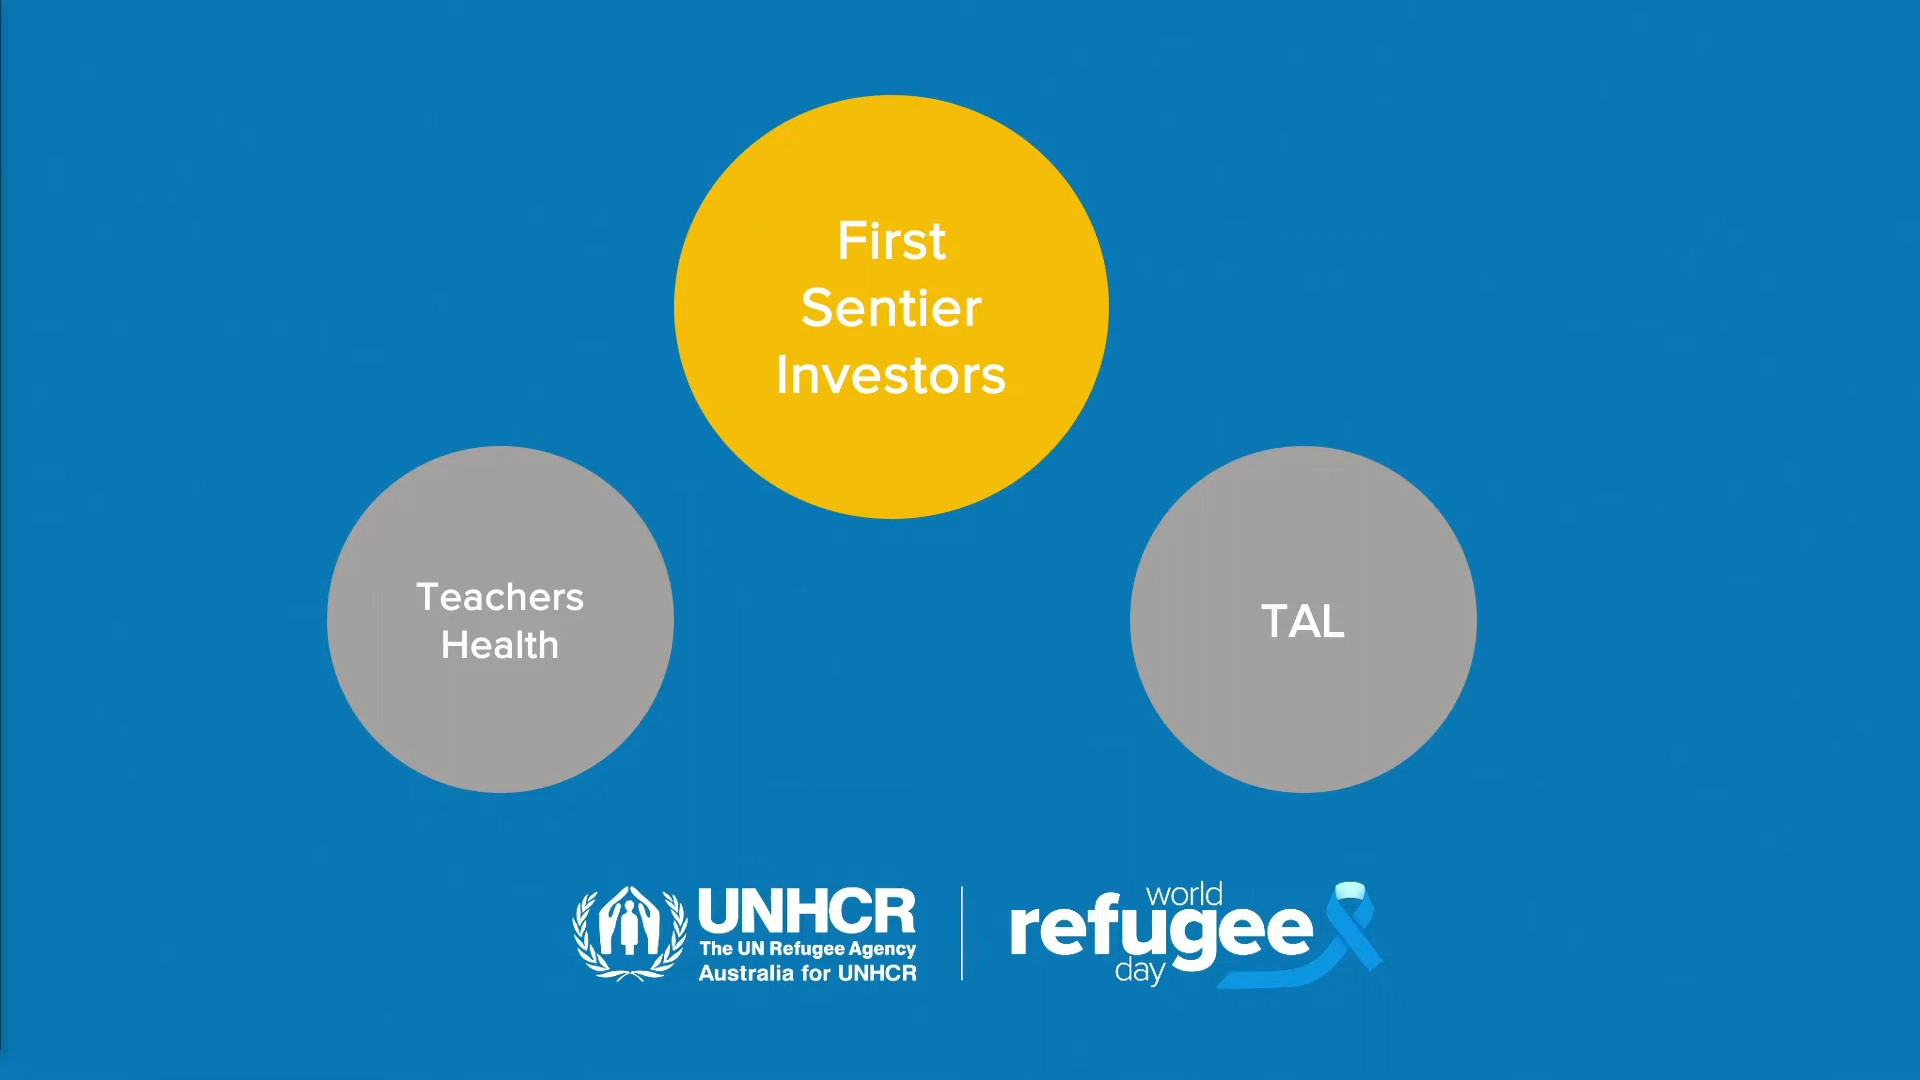 First
Sentier
Investors
Teachers
Health
TAL
UNHCR
The UN Refugee Agency
Australia for UNHCR
world
refugee
day